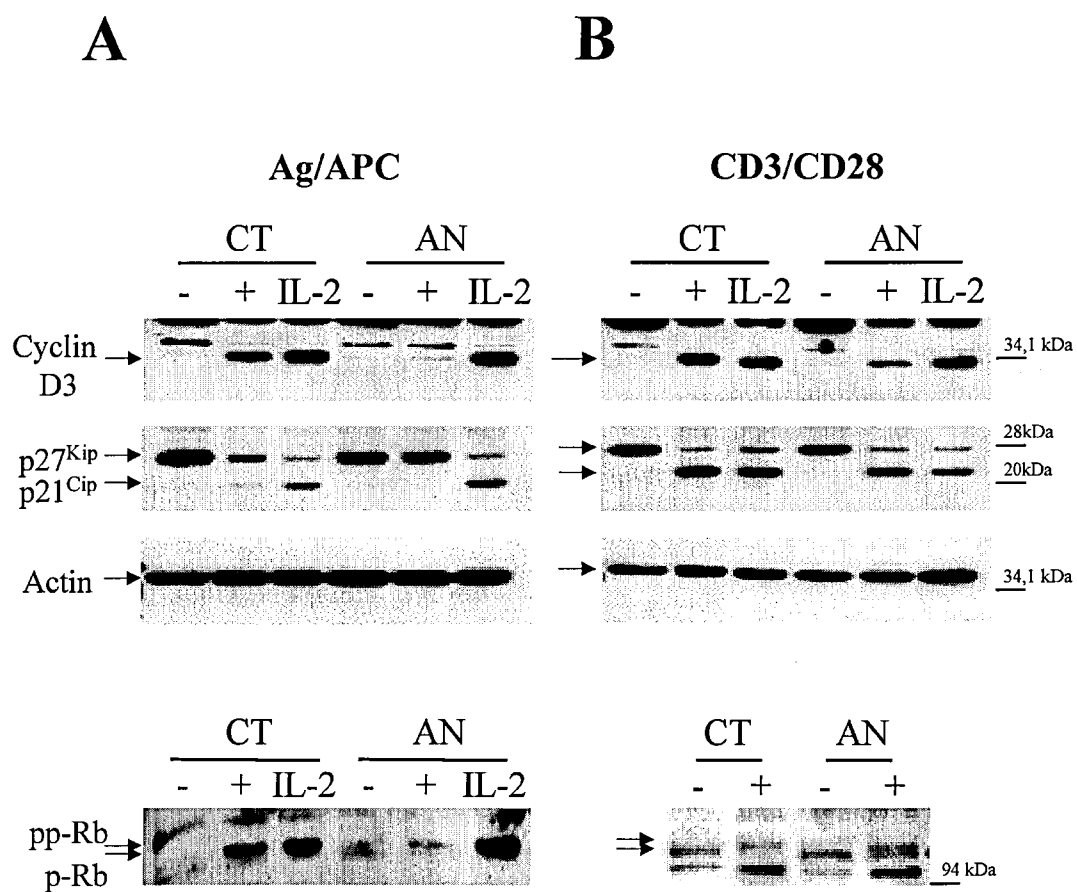 A B
Ag/APC CD3/CD28
CT AN CT AN
- + IL-2 - + IL-2 - + IL-2 - + IL-2
Cyclin D3
34,1 kDa
p27Kip
28kDa
p21Cip
20kDa
Actin
34,1 kDa
CT AN CT AN
- + IL-2 - + IL-2 - + - +
pp-Rb
p-Rb
94 kDa